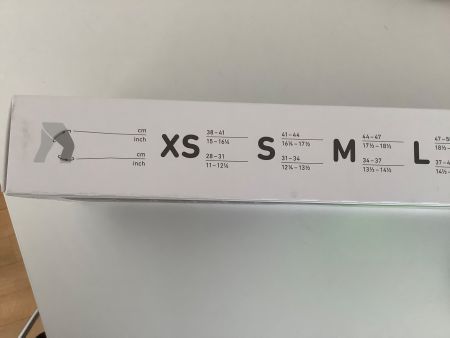 cm
inch
cm
inch
XS
38–41
15–16¼
28–31
11–12¼
S
41–44
16¼–17½
31–34
12¼–13½
M
44–47
17½–18½
34–37
13½–14½
L